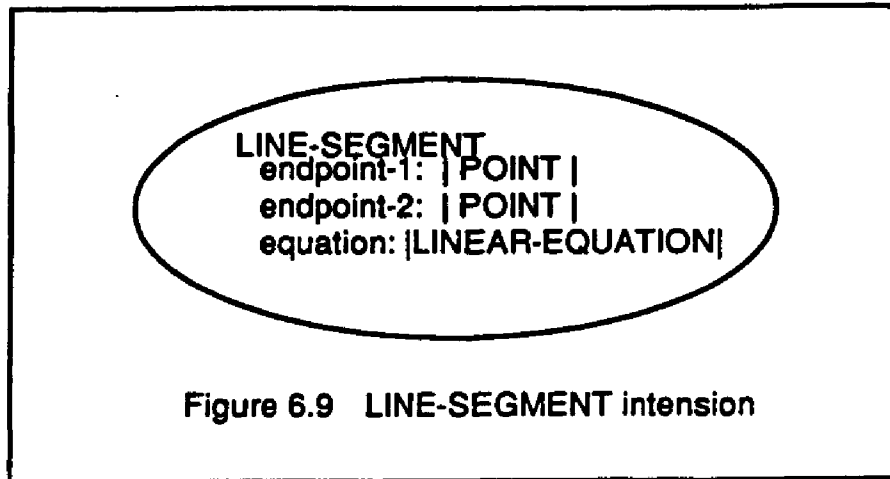 LINE-SEGMENT
endpoint-1: | POINT |
endpoint-2: | POINT |
equation: |LINEAR-EQUATION|
Figure 6.9 LINE-SEGMENT intension